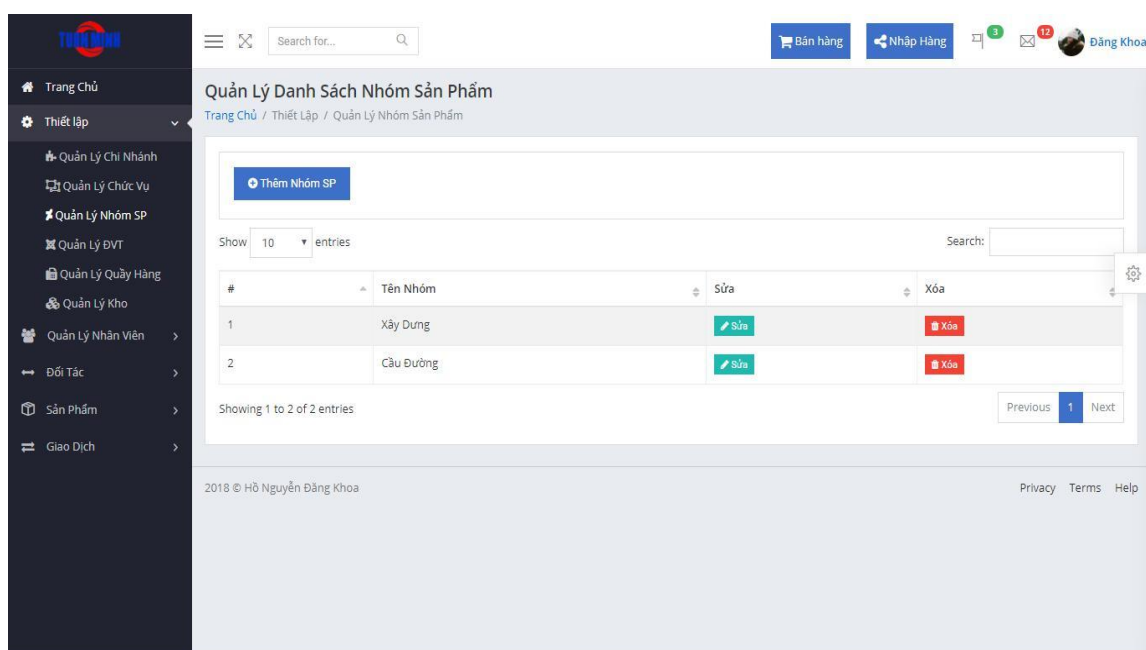 TUẤN MINH
Search for...
Bán hàng
Nhập Hàng
3
12
Đăng Khoa
Trang Chủ
Thiết lập
Quản Lý Chi Nhánh
Quản Lý Chức Vụ
Quản Lý Nhóm SP
Quản Lý ĐVT
Quản Lý Quầy Hàng
Quản Lý Kho
Quản Lý Nhân Viên
Đối Tác
Sản Phẩm
Giao Dịch
Quản Lý Danh Sách Nhóm Sản Phẩm
Trang Chủ / Thiết Lập / Quản Lý Nhóm Sản Phẩm
Thêm Nhóm SP
Show 10 entries
Search:
# Tên Nhóm Sửa Xóa
1 Xây Dưng Sửa Xóa
2 Cầu Đường Sửa Xóa
Showing 1 to 2 of 2 entries
Previous 1 Next
2018 © Hồ Nguyễn Đăng Khoa
Privacy Terms Help